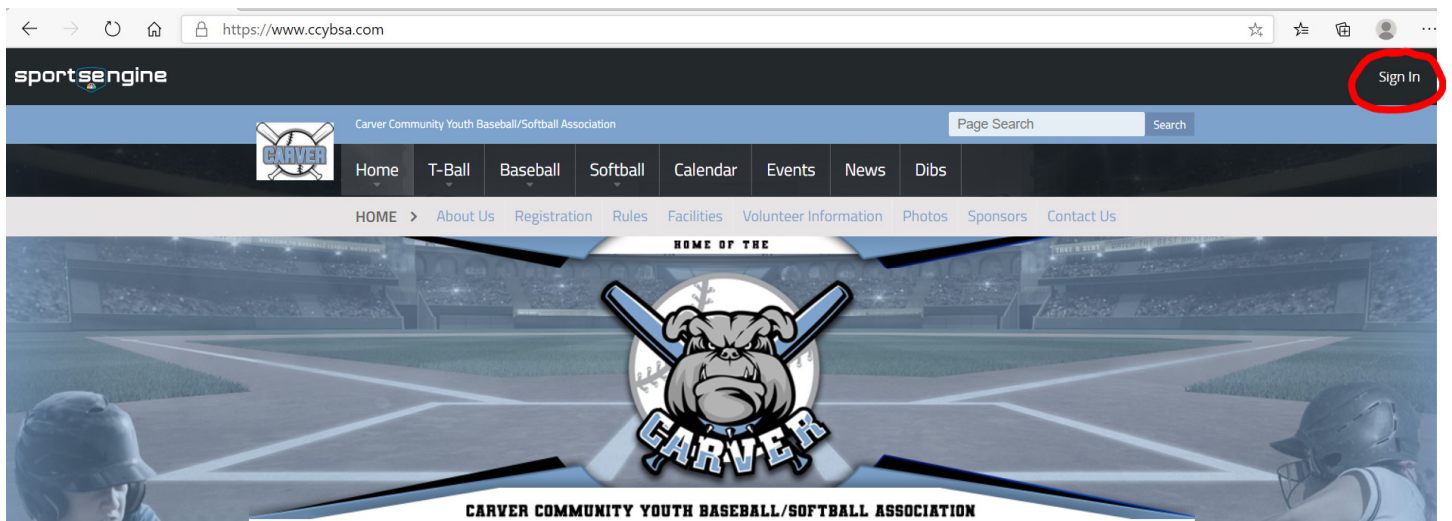 https://www.ccybsa.com
sportsengine
Sign In
Carver Community Youth Baseball/Softball Association
Page Search
Search
CARVER
Home T-Ball Baseball Softball Calendar Events News Dibs
HOME > About Us Registration Rules Facilities Volunteer Information Photos Sponsors Contact Us
HOME OF THE
CARVER
CARVER COMMUNITY YOUTH BASEBALL/SOFTBALL ASSOCIATION